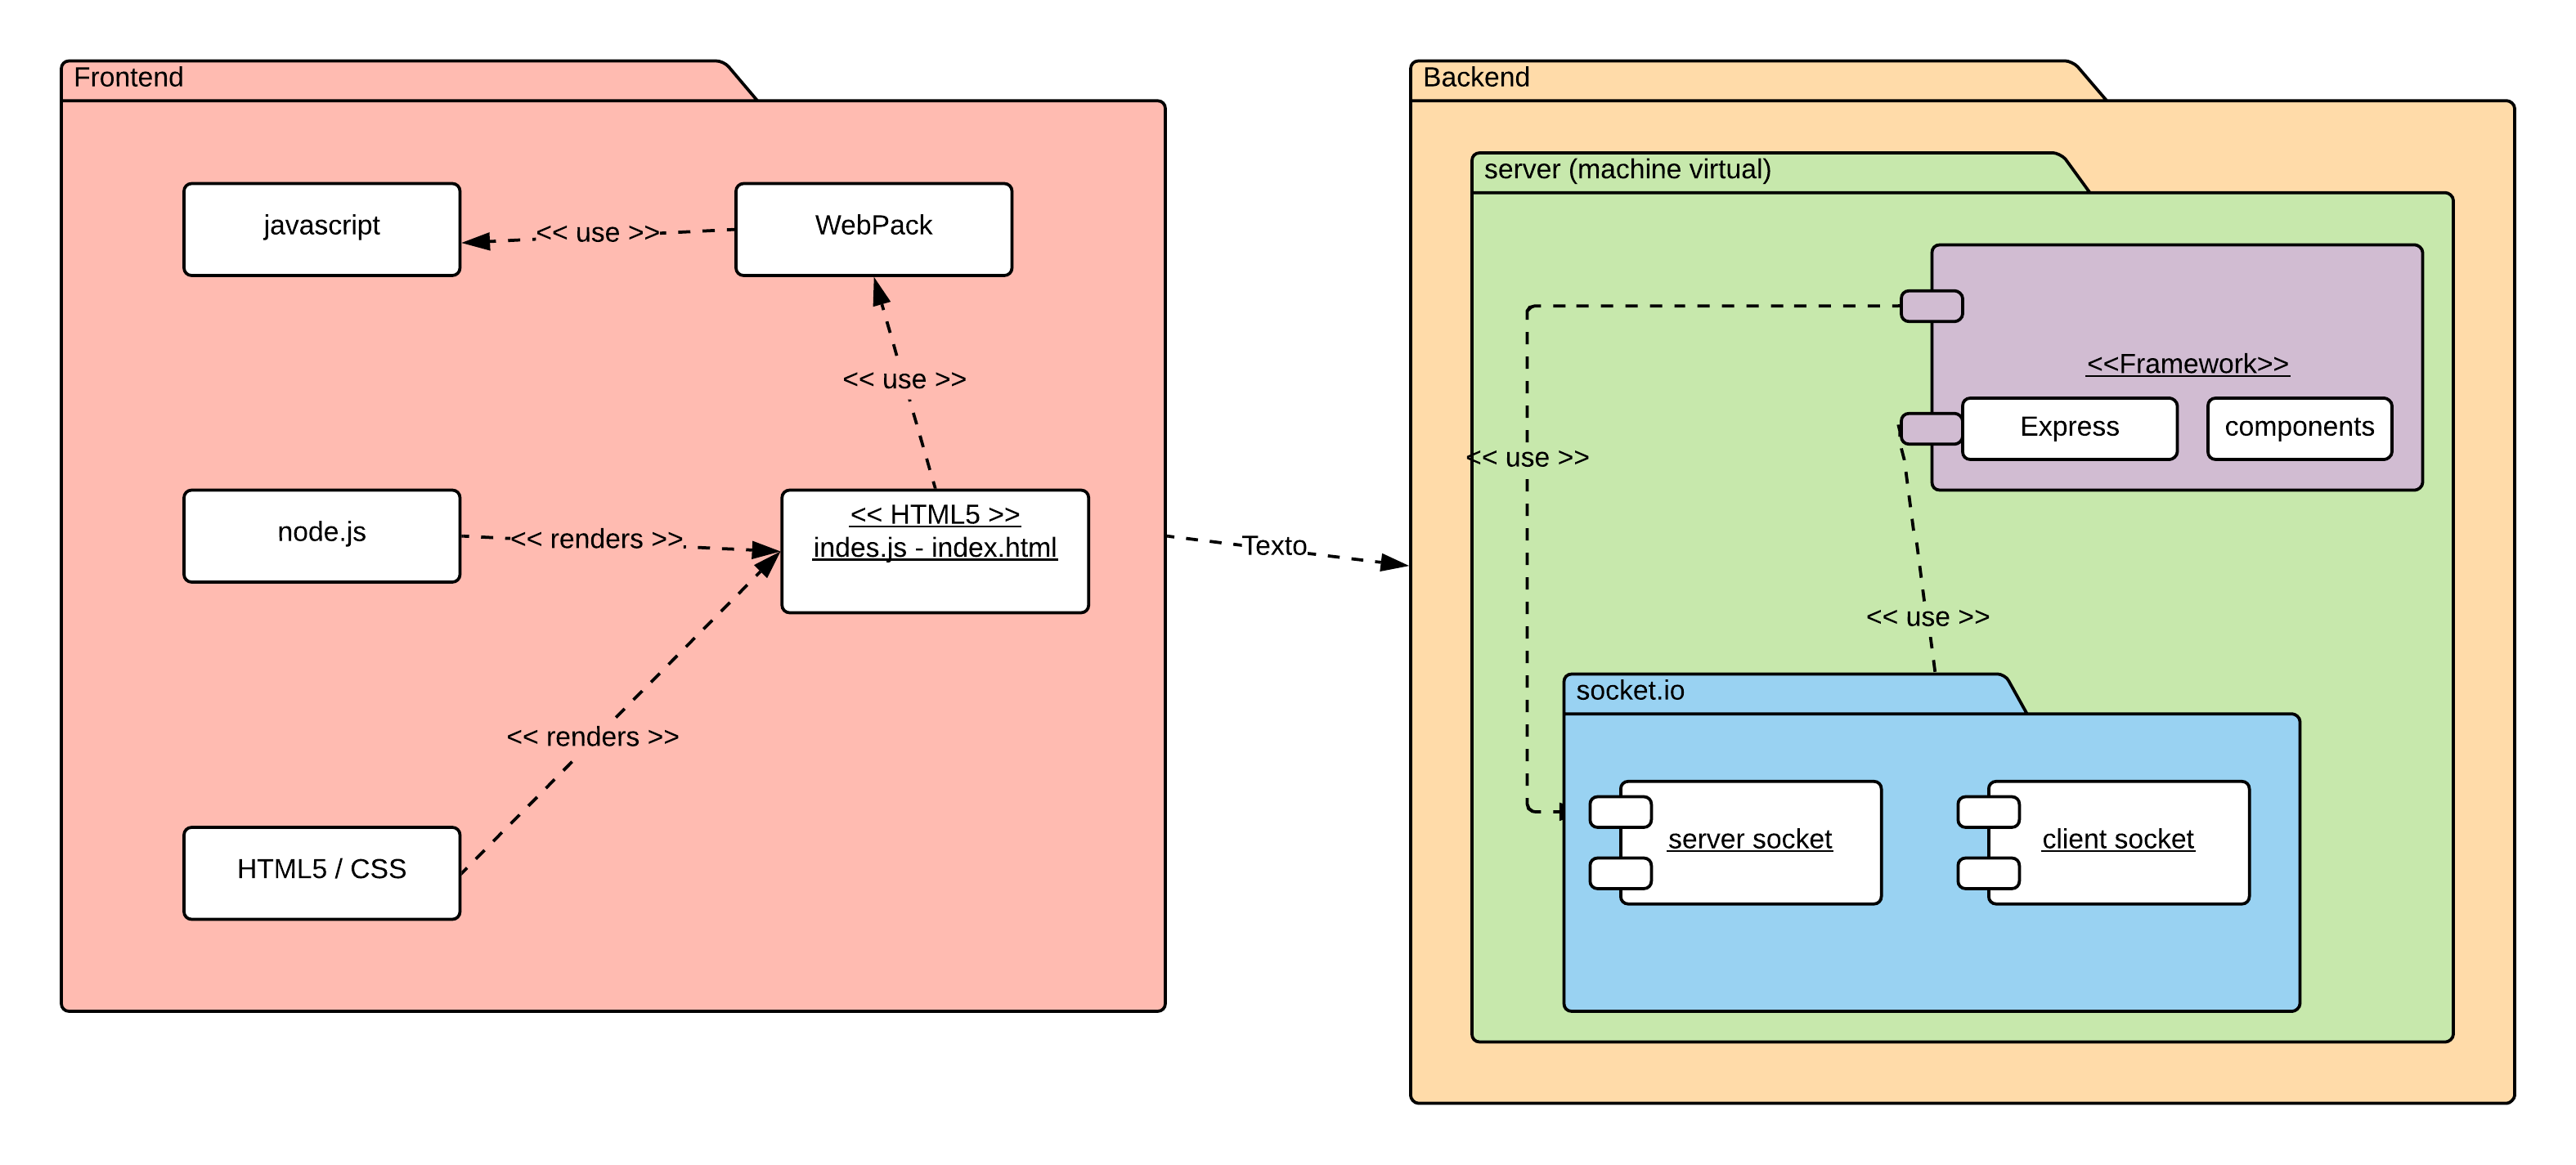 Frontend
javascript
<< use >>
WebPack
<< use >>
node.js
<< renders >>
<< HTML5 >>
indes.js - index.html
<< renders >>
HTML5 / CSS
Texto
Backend
server (machine virtual)
<<Framework>>
Express
components
<< use >>
<< use >>
socket.io
server socket
client socket